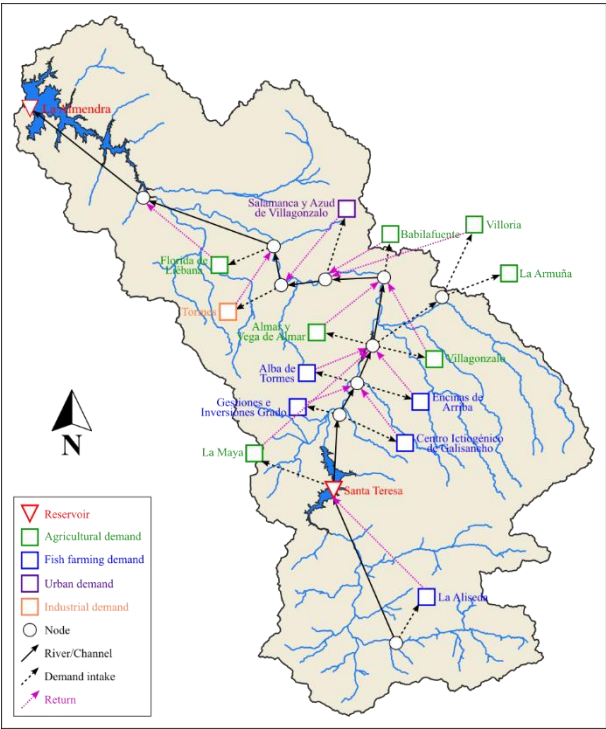 La Almendra
Salamanca y Azud
de Villagonzalo
Babilafuente
Villoria
Florida de
Liébana
La Armuña
Tormes
Almar y
Vega de Almar
Villagonzalo
Alba de
Tormes
Encinas de
Arriba
Gestiones e
Inversiones Grado
Centro Ictiogénico
de Galisancho
La Maya
N
Santa Teresa
La Aliseda
Reservoir
Agricultural demand
Fish farming demand
Urban demand
Industrial demand
Node
River/Channel
Demand intake
Return